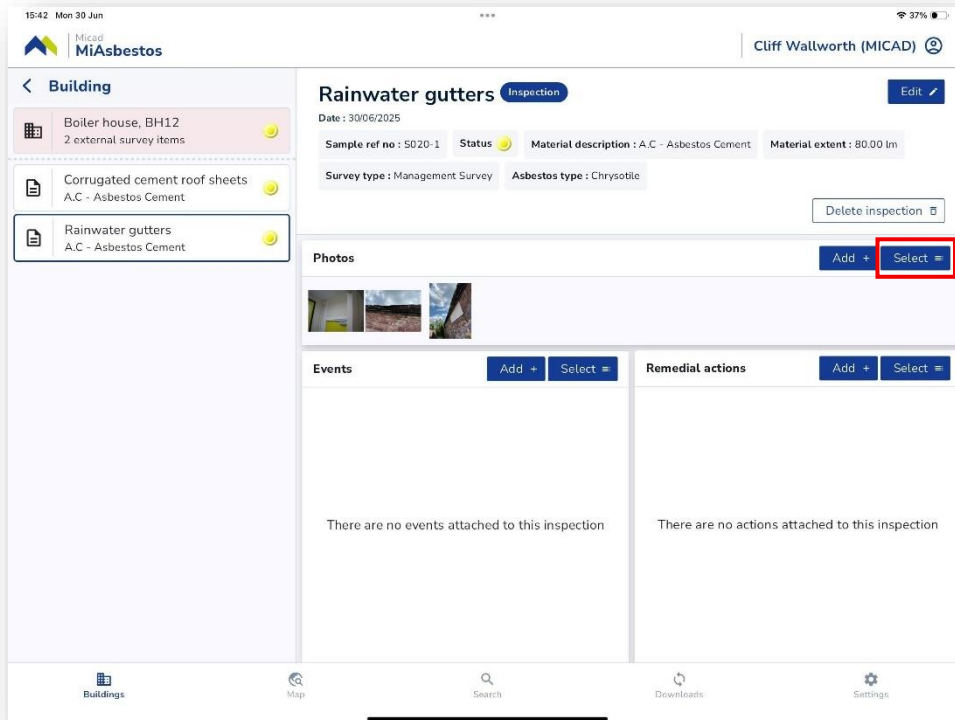 15:42 Mon 30 Jun
37%
Micad
MiAsbestos
Cliff Wallworth (MICAD)
Building
Boiler house, BH12
2 external survey items
Corrugated cement roof sheets
A.C - Asbestos Cement
Rainwater gutters
A.C - Asbestos Cement
Rainwater gutters Inspection
Edit
Date : 30/06/2025
Sample ref no : S020-1 Status Material description : A.C - Asbestos Cement Material extent : 80.00 lm
Survey type : Management Survey Asbestos type : Chrysotile
Delete inspection
Photos Add + Select
Events Add + Select
There are no events attached to this inspection
Remedial actions Add + Select
There are no actions attached to this inspection
Buildings Map Search Downloads Settings